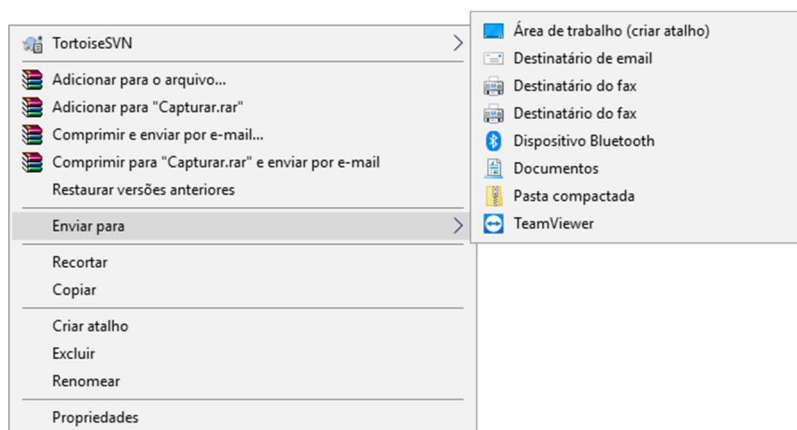 TortoiseSVN
Adicionar para o arquivo...
Adicionar para "Capturar.rar"
Comprimir e enviar por e-mail...
Comprimir para "Capturar.rar" e enviar por e-mail
Restaurar versões anteriores
Enviar para
Recortar
Copiar
Criar atalho
Excluir
Renomear
Propriedades
Área de trabalho (criar atalho)
Destinatário de email
Destinatário do fax
Destinatário do fax
Dispositivo Bluetooth
Documentos
Pasta compactada
TeamViewer